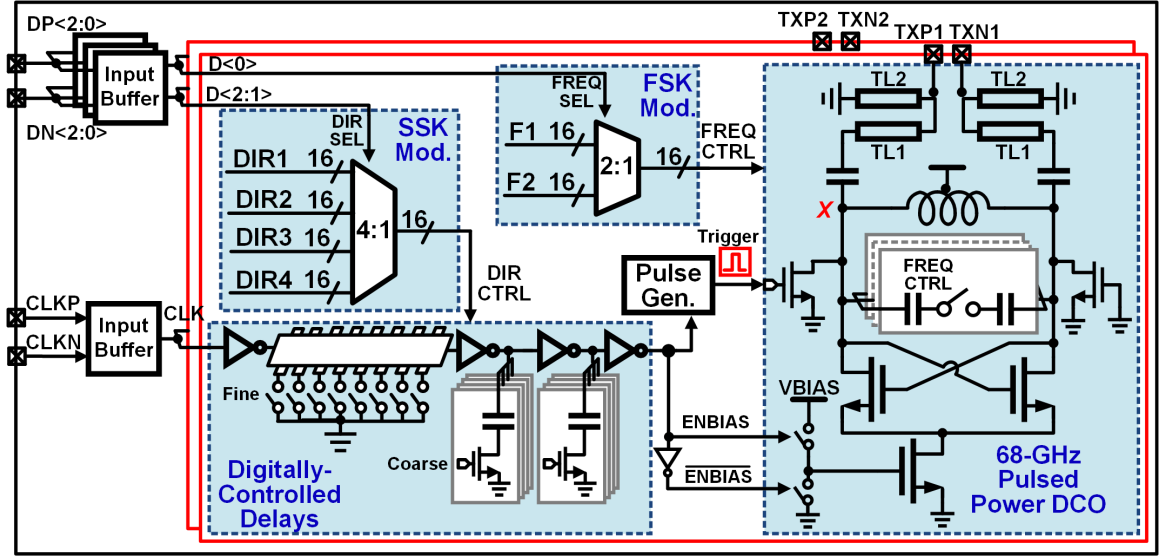 DP<2:0>
DN<2:0>
Input
Buffer
D<0>
D<2:1>
TXP2 TXN2
TXP1 TXN1
FREQ
SEL
FSK
Mod.
F1 16
F2 16
2:1
16
FREQ
CTRL
DIR
SEL
SSK
Mod.
DIR1 16
DIR2 16
DIR3 16
DIR4 16
4:1
16
DIR
CTRL
TL2
TL1
TL2
TL1
X
Trigger
Pulse
Gen.
FREQ
CTRL
CLKP
CLKN
Input
Buffer
CLK
Fine
Coarse
Digitally-
Controlled
Delays
ENBIAS
ENBIAS
VBIAS
68-GHz
Pulsed
Power DCO